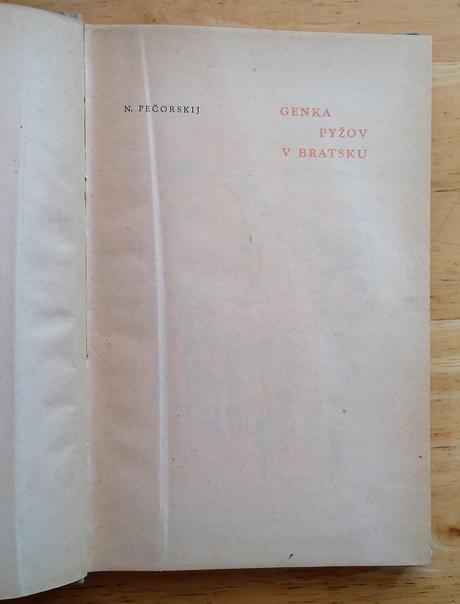 N. PEČORSKIJ
GENKA
PYŽOV
V BRATSKU